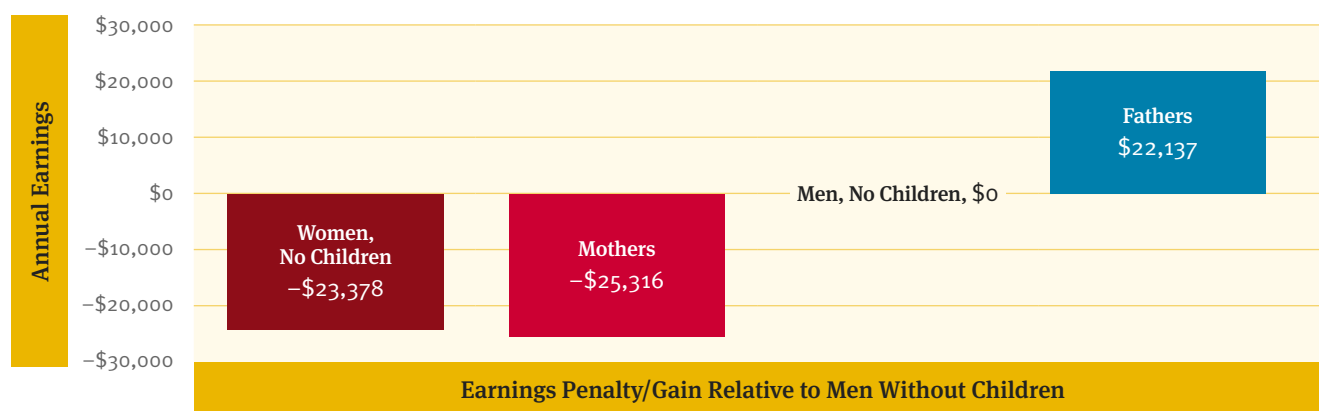 Annual Earnings
$30,000
$20,000
$10,000
$0
–$10,000
–$20,000
–$30,000
Women,
No Children
–$23,378
Mothers
–$25,316
Men, No Children, $0
Fathers
$22,137
Earnings Penalty/Gain Relative to Men Without Children